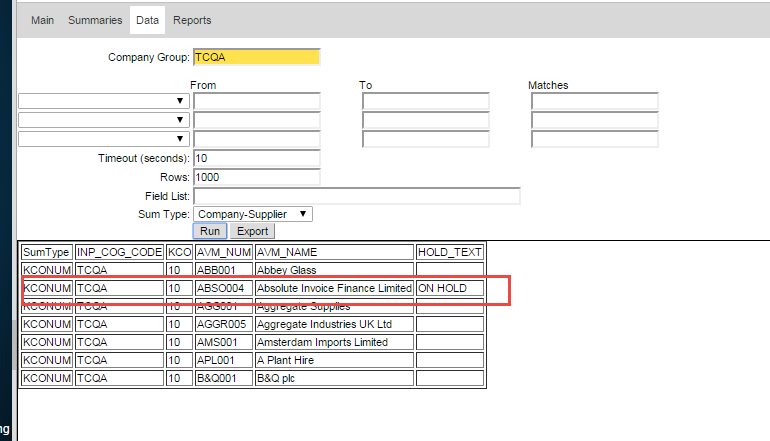 Main Summaries Data Reports
Company Group: TCQA
From To Matches
Timeout (seconds): 10
Rows: 1000
Field List:
Sum Type: Company-Supplier
Run Export
SumType INP_COG_CODE KCO AVM_NUM AVM_NAME HOLD_TEXT
KCONUM TCQA 10 ABB001 Abbey Glass
KCONUM TCQA 10 ABSO004 Absolute Invoice Finance Limited ON HOLD
KCONUM TCQA 10 AGG001 Aggregate Supplies
KCONUM TCQA 10 AGGR005 Aggregate Industries UK Ltd
KCONUM TCQA 10 AMS001 Amsterdam Imports Limited
KCONUM TCQA 10 APL001 A Plant Hire
KCONUM TCQA 10 B&Q001 B&Q plc
ng